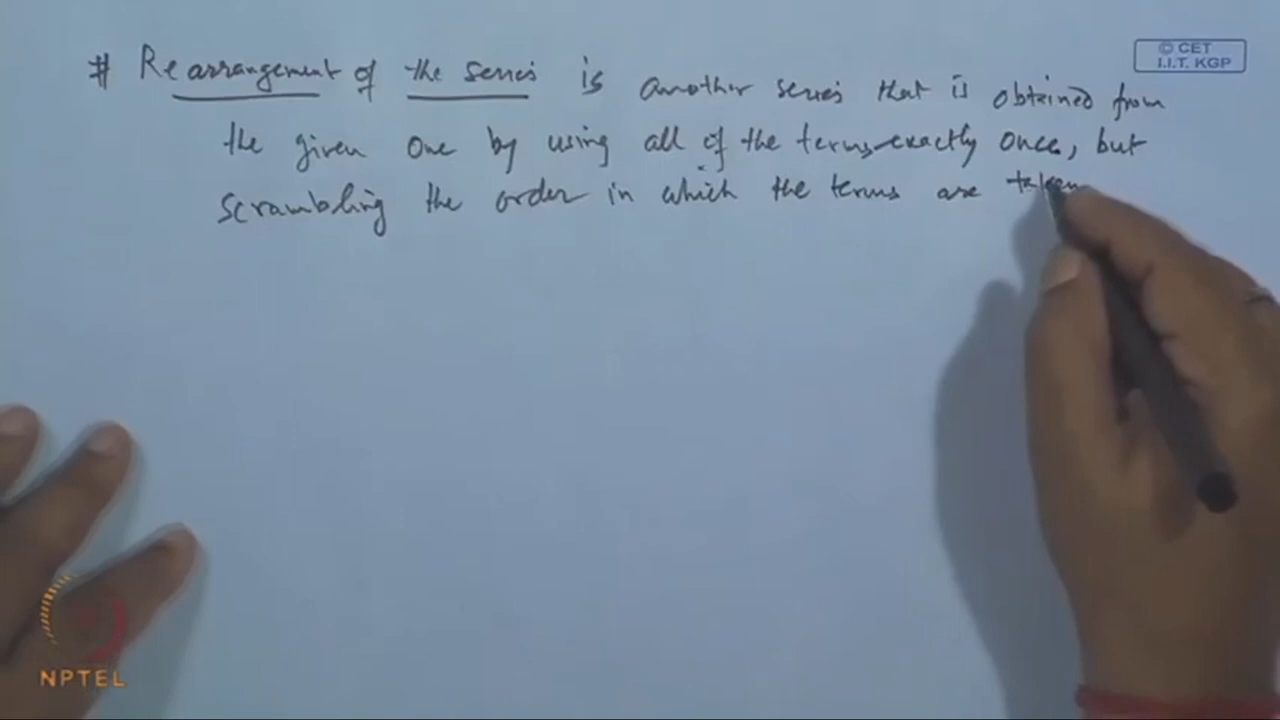 © CET
I.I.T. KGP
# Rearrangement of the series is another series that is obtained from
the given one by using all of the terms exactly once, but
scrambling the order in which the terms are taken
NPTEL